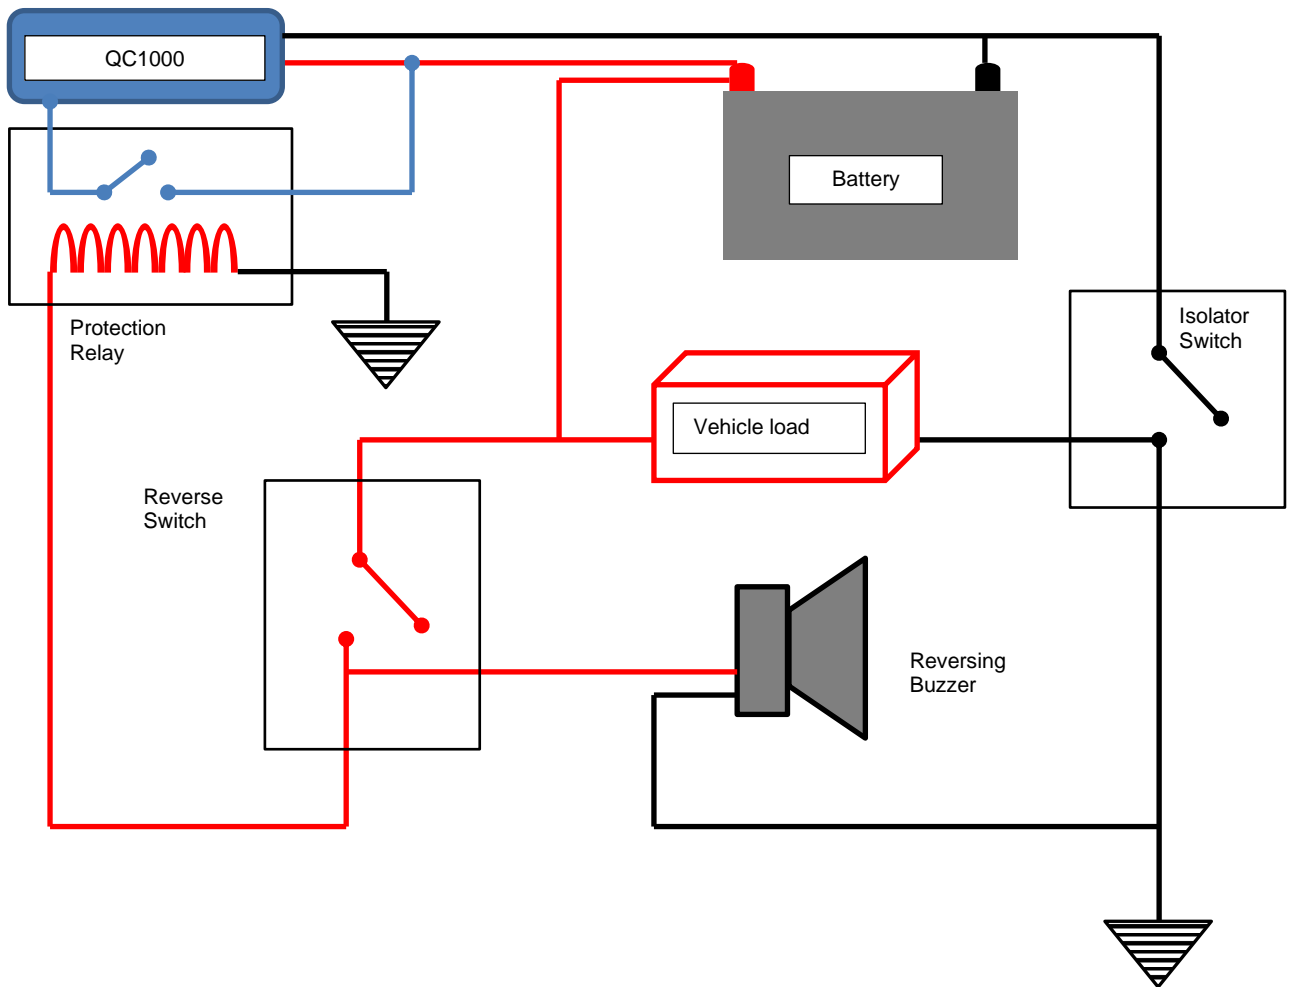 QC1000
Battery
Protection
Relay
Isolator
Switch
Vehicle load
Reverse
Switch
Reversing
Buzzer